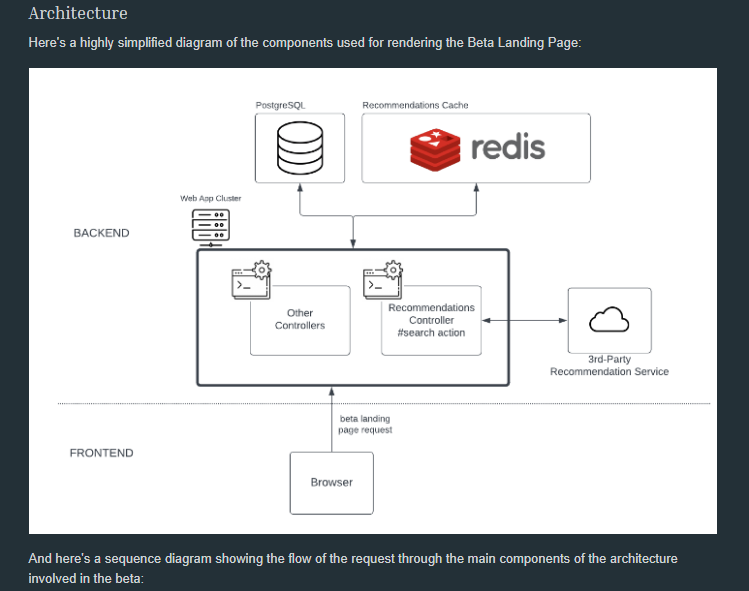 Architecture
Here's a highly simplified diagram of the components used for rendering the Beta Landing Page:
PostgreSQL
Recommendations Cache
redis
Web App Cluster
BACKEND
Other
Controllers
Recommendations
Controller
#search action
3rd-Party
Recommendation Service
beta landing
page request
FRONTEND
Browser
And here's a sequence diagram showing the flow of the request through the main components of the architecture
involved in the beta: